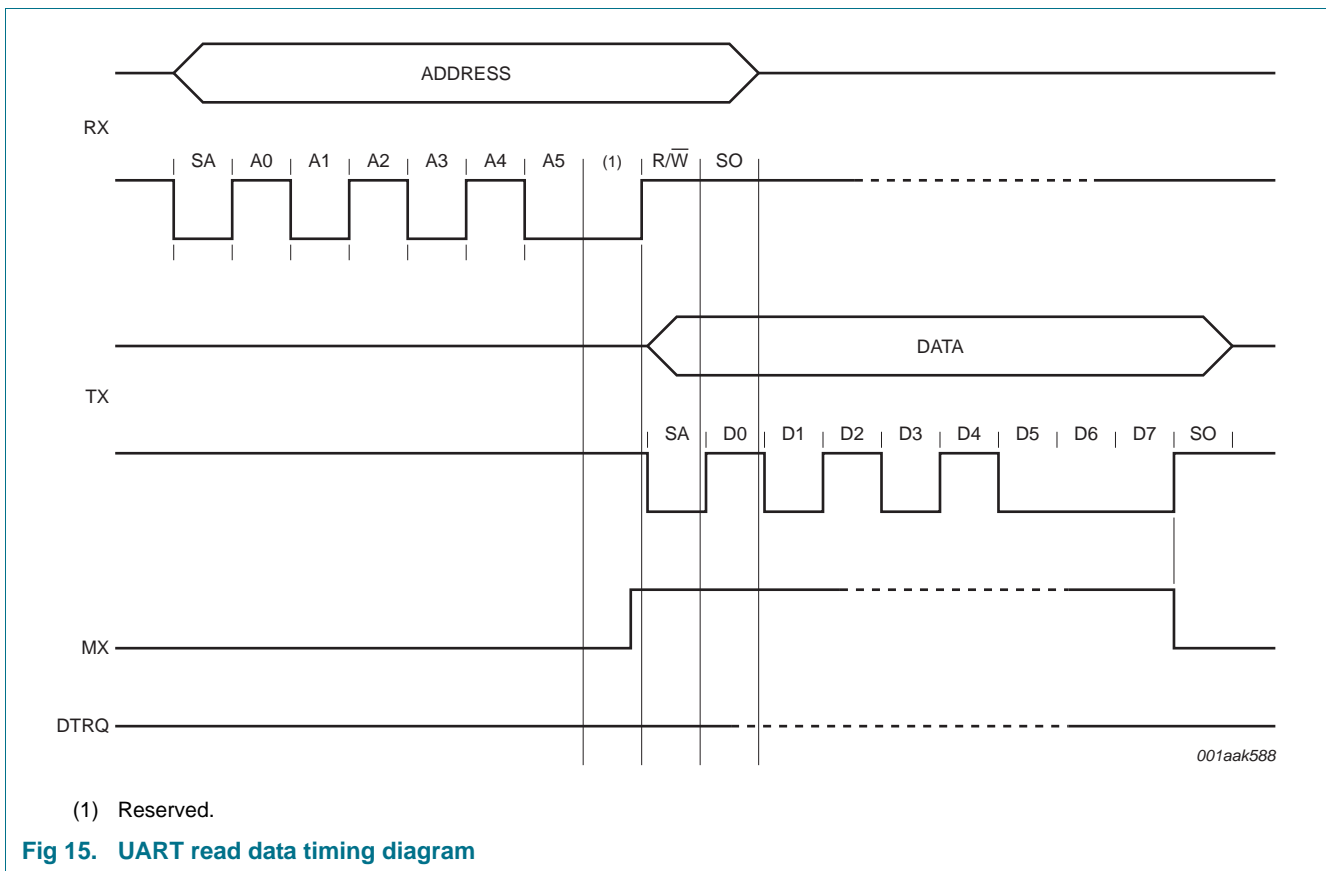 ADDRESS
RX
SA A0 A1 A2 A3 A4 A5 (1) R/W̅ SO
DATA
TX
SA D0 D1 D2 D3 D4 D5 D6 D7 SO
MX
DTRQ
001aak588
(1) Reserved.
Fig 15. UART read data timing diagram